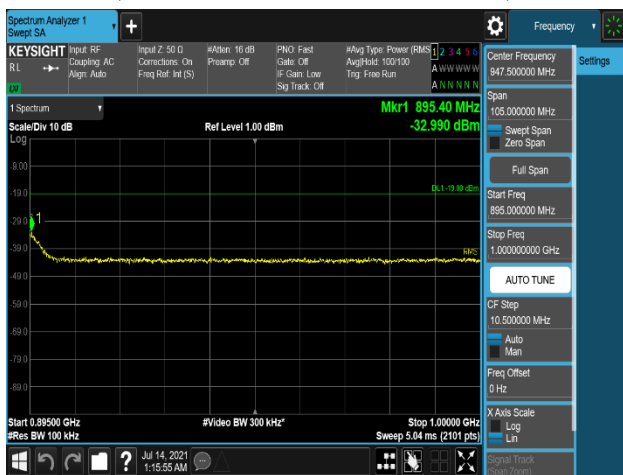 Spectrum Analyzer 1
Swept SA
Frequency
KEYSIGHT Input: RF Input Z: 50 Ω #Atten: 16 dB PNO: Fast #Avg Type: Power (RMS 1 2 3 4 5 6
RL Coupling: AC Corrections: On Preamp: Off Gate: Off Avg|Hold: 100/100 A W W W W W
Align: Auto Freq Ref: Int (S) IF Gain: Low Trig: Free Run
Sig Track: Off A N N N N N
Center Frequency
947.500000 MHz
Settings
1 Spectrum
Mkr1 895.40 MHz
Scale/Div 10 dB Ref Level 1.00 dBm -32.990 dBm
Log
-9.00
-19.0
DL1 -19.00 dBm
-29.0
1
-39.0
RMS
-49.0
-59.0
-69.0
-79.0
-89.0
Start 0.89500 GHz #Video BW 300 kHz* Stop 1.00000 GHz
#Res BW 100 kHz Sweep 5.04 ms (2101 pts)
Span
105.000000 MHz
Swept Span
Zero Span
Full Span
Start Freq
895.000000 MHz
Stop Freq
1.000000000 GHz
AUTO TUNE
CF Step
10.500000 MHz
Auto
Man
Freq Offset
0 Hz
X Axis Scale
Log
Lin
Signal Track
(Span Zoom)
? Jul 14, 2021
1:15:55 AM